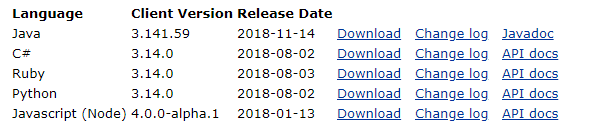 Language Client Version Release Date
Java 3.141.59 2018-11-14 Download Change log Javadoc
C# 3.14.0 2018-08-02 Download Change log API docs
Ruby 3.14.0 2018-08-03 Download Change log API docs
Python 3.14.0 2018-08-02 Download Change log API docs
Javascript (Node) 4.0.0-alpha.1 2018-01-13 Download Change log API docs